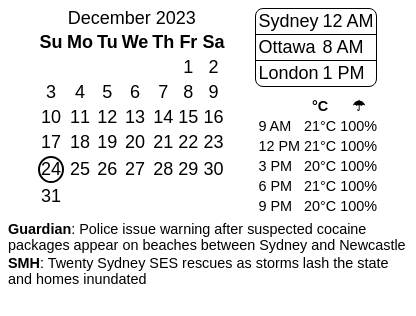 December 2023
Su Mo Tu We Th Fr Sa
1 2
3 4 5 6 7 8 9
10 11 12 13 14 15 16
17 18 19 20 21 22 23
24 25 26 27 28 29 30
31
Sydney 12 AM
Ottawa 8 AM
London 1 PM
°C ☂
9 AM 21°C 100%
12 PM 21°C 100%
3 PM 20°C 100%
6 PM 21°C 100%
9 PM 20°C 100%
Guardian: Police issue warning after suspected cocaine
packages appear on beaches between Sydney and Newcastle
SMH: Twenty Sydney SES rescues as storms lash the state
and homes inundated